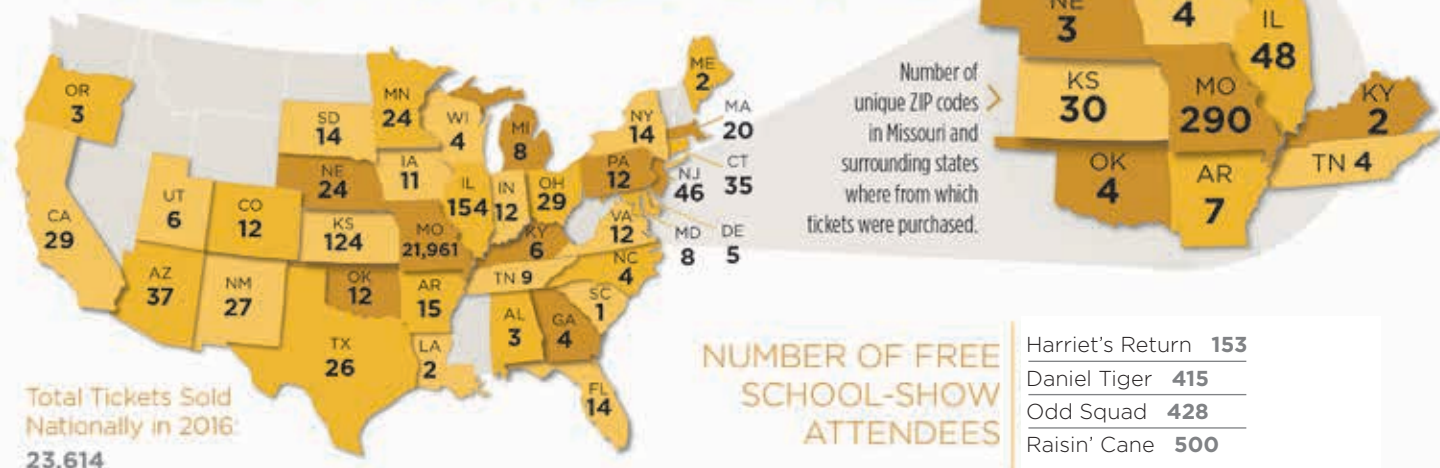 OR
3
CA
29
UT
6
AZ
37
CO
12
NM
27
SD
14
NE
24
KS
124
OK
12
TX
26
MN
24
IA
11
MO
21,961
AR
15
LA
2
WI
4
IL
154
MI
8
IN
12
OH
29
KY
6
TN 9
AL
3
GA
4
FL
14
SC
1
NC
4
VA
12
PA
12
NY
14
ME
2
MA
20
CT
35
NJ
46
DE
5
MD
8
Total Tickets Sold
Nationally in 2016
23,614
Number of
unique ZIP codes
in Missouri and
surrounding states
where from which
tickets were purchased.
NE
3
4
IL
48
KS
30
MO
290
KY
2
OK
4
AR
7
TN 4
NUMBER OF FREE
SCHOOL-SHOW
ATTENDEES
Harriet’s Return 153
Daniel Tiger 415
Odd Squad 428
Raisin’ Cane 500